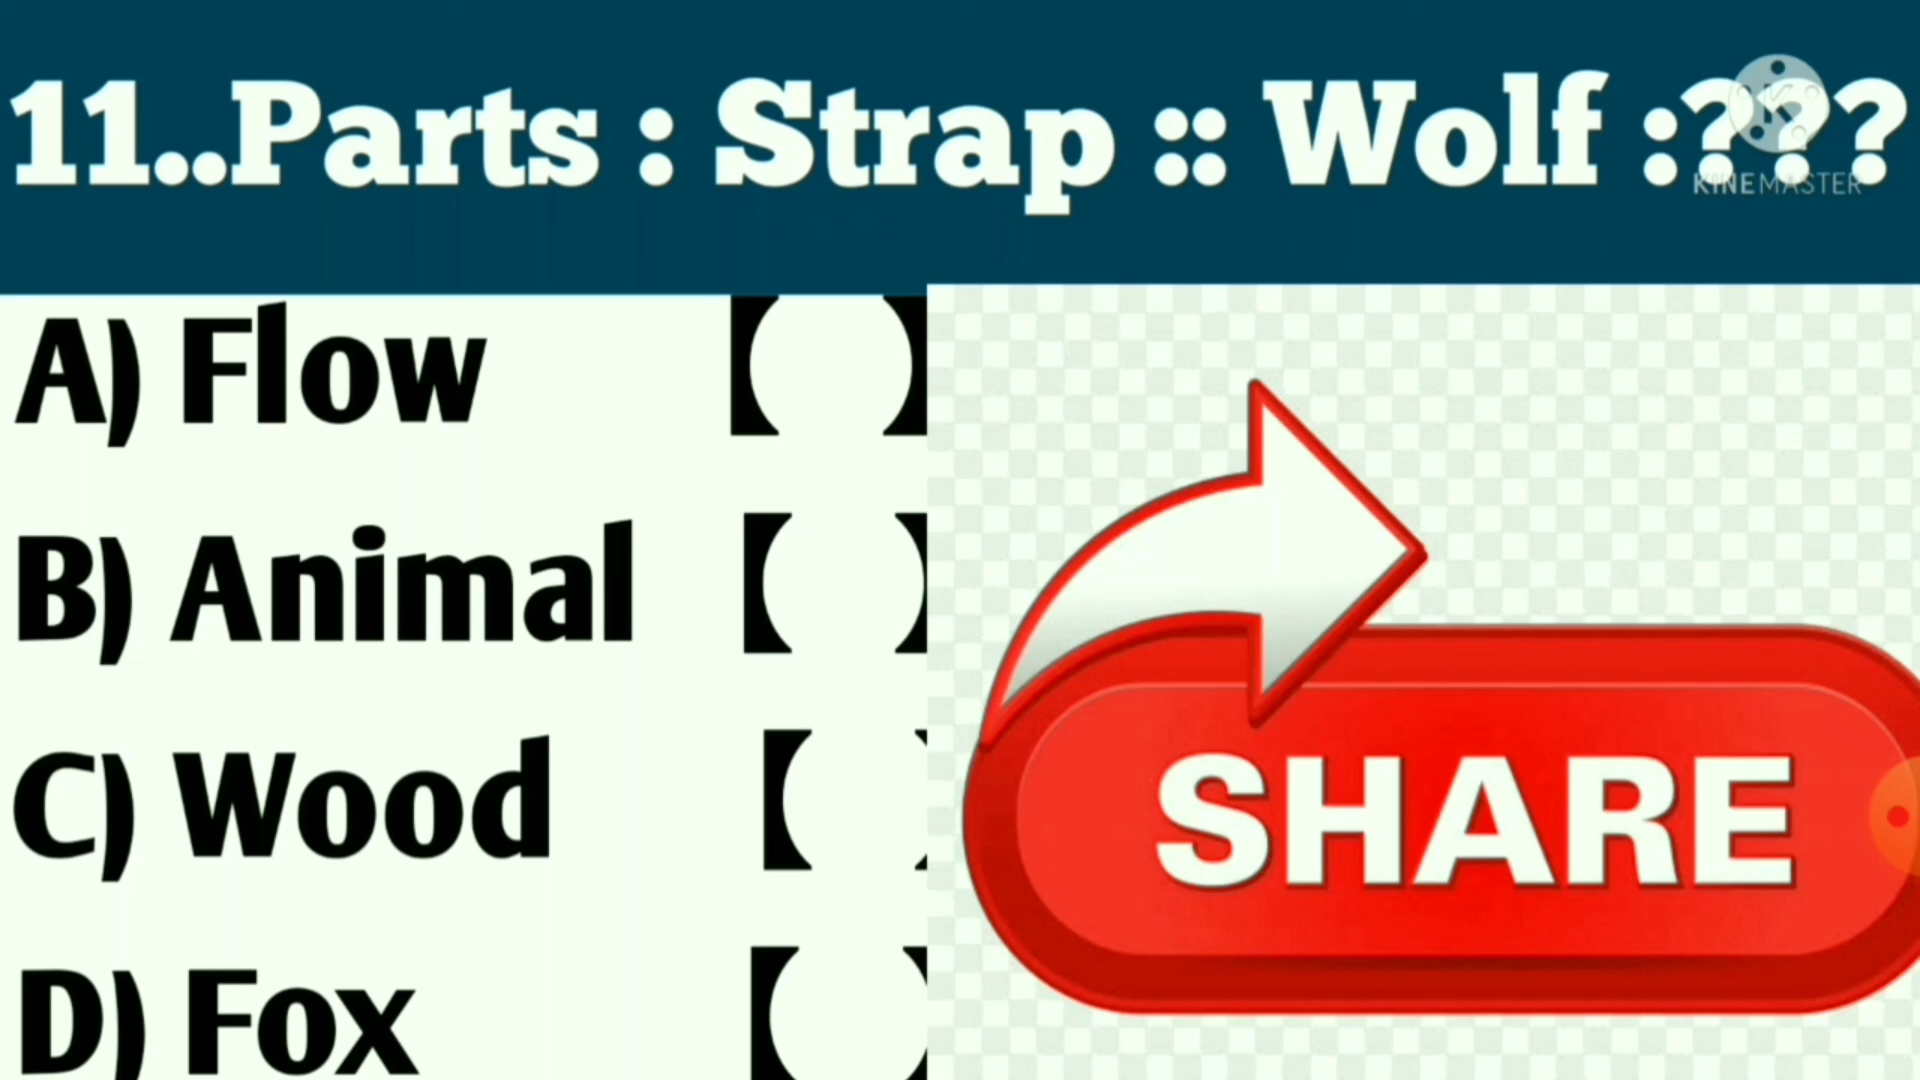 11..Parts : Strap :: Wolf :???
KINEMASTER
A) Flow 【 】
B) Animal 【 】
C) Wood 【 】
D) Fox 【 】
SHARE